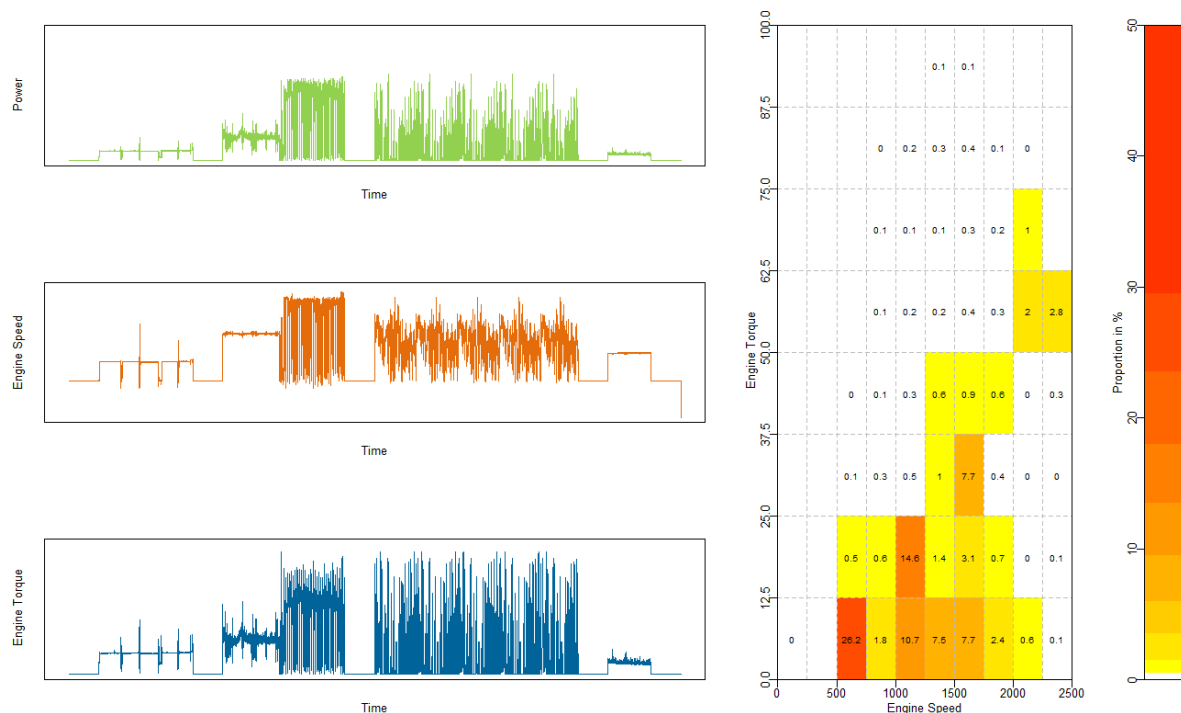 Power
Time
Engine Speed
Time
Engine Torque
Time
100.0
0.1 0.1
87.5
0 0.2 0.3 0.4 0.1 0
75.0
0.1 0.1 0.1 0.3 0.2 1
62.5
0.1 0.2 0.2 0.4 0.3 2 2.8
50.0
Engine Torque
0 0.1 0.3 0.6 0.9 0.6 0 0.3
37.5
0.1 0.3 0.5 1 7.7 0.4 0 0
25.0
0.5 0.6 14.6 1.4 3.1 0.7 0 0.1
12.5
0 26.2 1.8 10.7 7.5 7.7 2.4 0.6 0.1
0.0
0 500 1000 1500 2000 2500
Engine Speed
50
40
30
Proportion in %
20
10
0